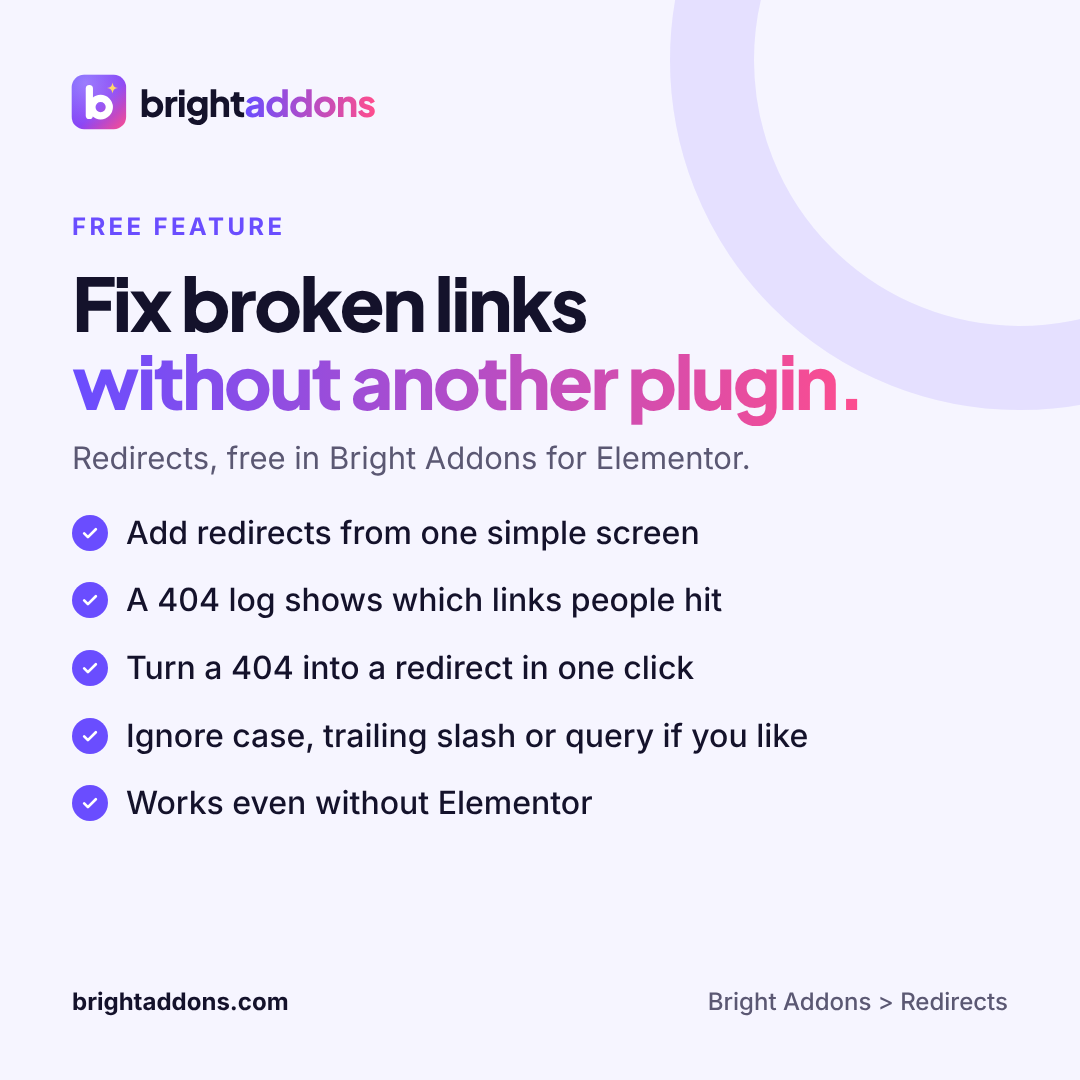 brightaddons
FREE FEATURE
Fix broken links
without another plugin.
Redirects, free in Bright Addons for Elementor.
Add redirects from one simple screen
A 404 log shows which links people hit
Turn a 404 into a redirect in one click
Ignore case, trailing slash or query if you like
Works even without Elementor
brightaddons.com
Bright Addons > Redirects